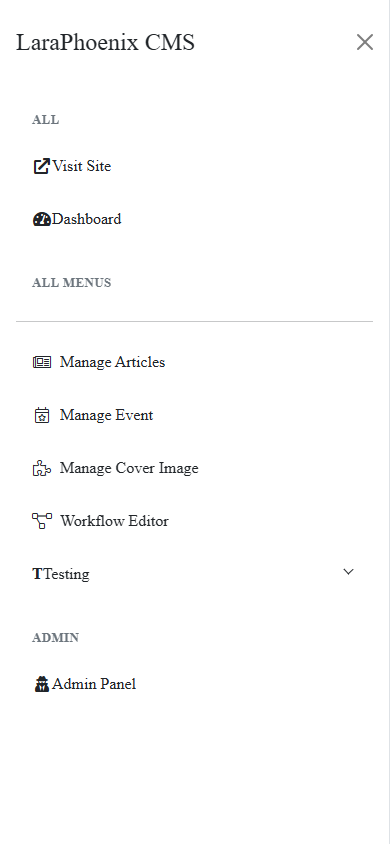 LaraPhoenix CMS
ALL
Visit Site
Dashboard
ALL MENUS
Manage Articles
Manage Event
Manage Cover Image
Workflow Editor
TTesting
ADMIN
Admin Panel